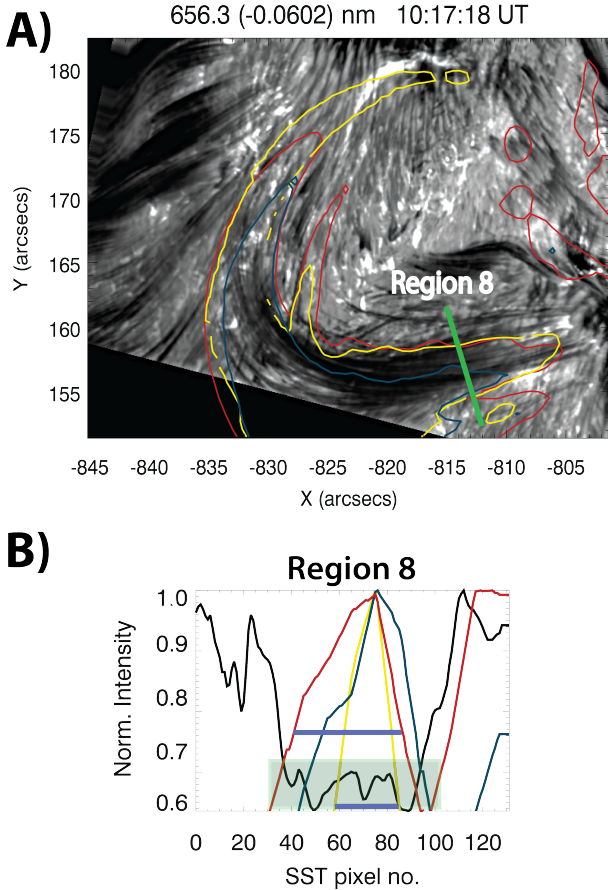 656.3 (-0.0602) nm 10:17:18 UT
A)
180
175
170
165
160
155
Y (arcsecs)
Region 8
-845 -840 -835 -830 -825 -820 -815 -810 -805
X (arcsecs)
B)
Region 8
1.0
0.9
0.8
0.7
0.6
Norm. Intensity
0 20 40 60 80 100 120
SST pixel no.